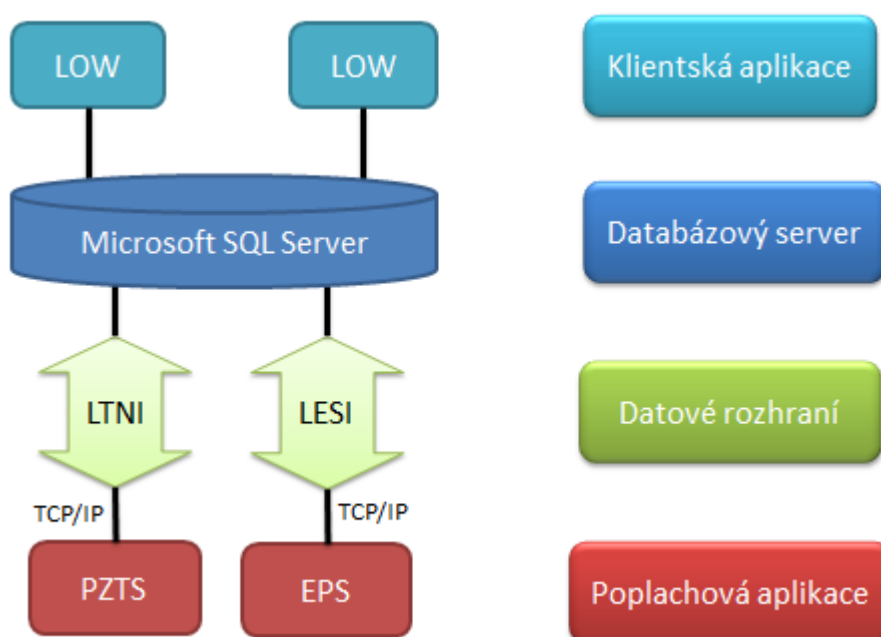 LOW
LOW
Klientská aplikace
Microsoft SQL Server
Databázový server
LTNI
LESI
Datové rozhraní
TCP/IP
TCP/IP
PZTS
EPS
Poplachová aplikace